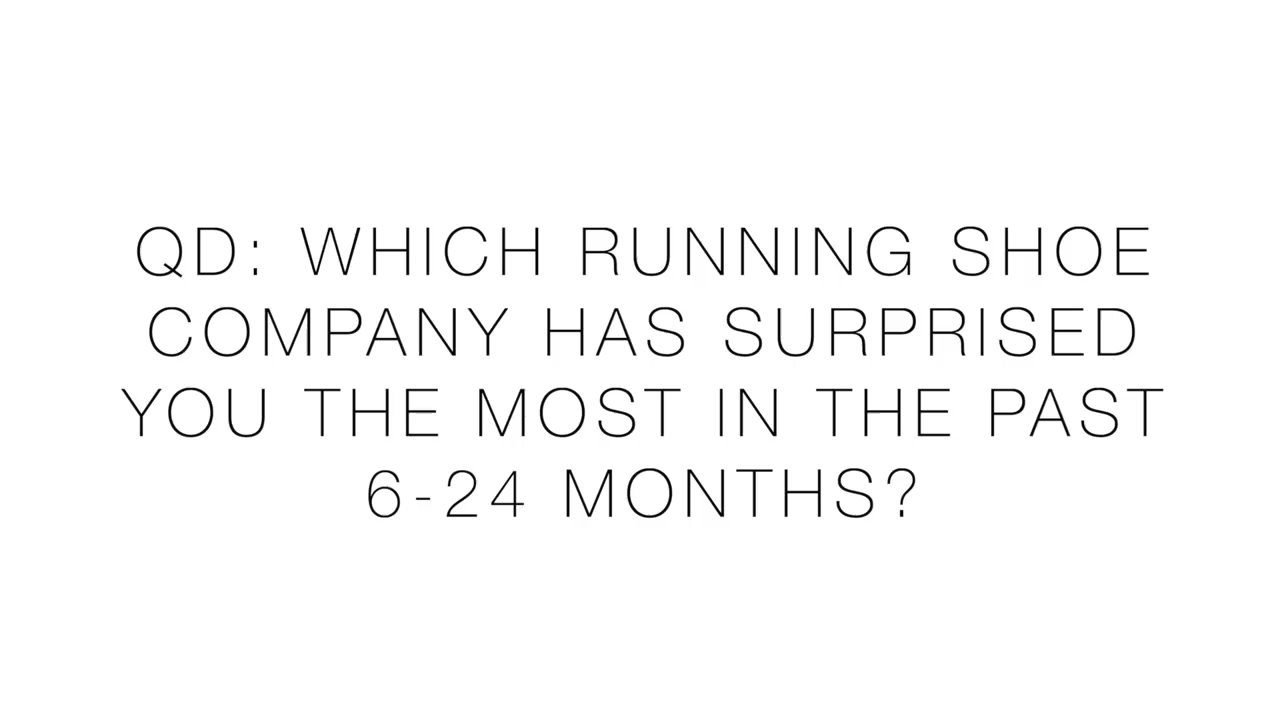 QD: WHICH RUNNING SHOE
COMPANY HAS SURPRISED
YOU THE MOST IN THE PAST
6-24 MONTHS?